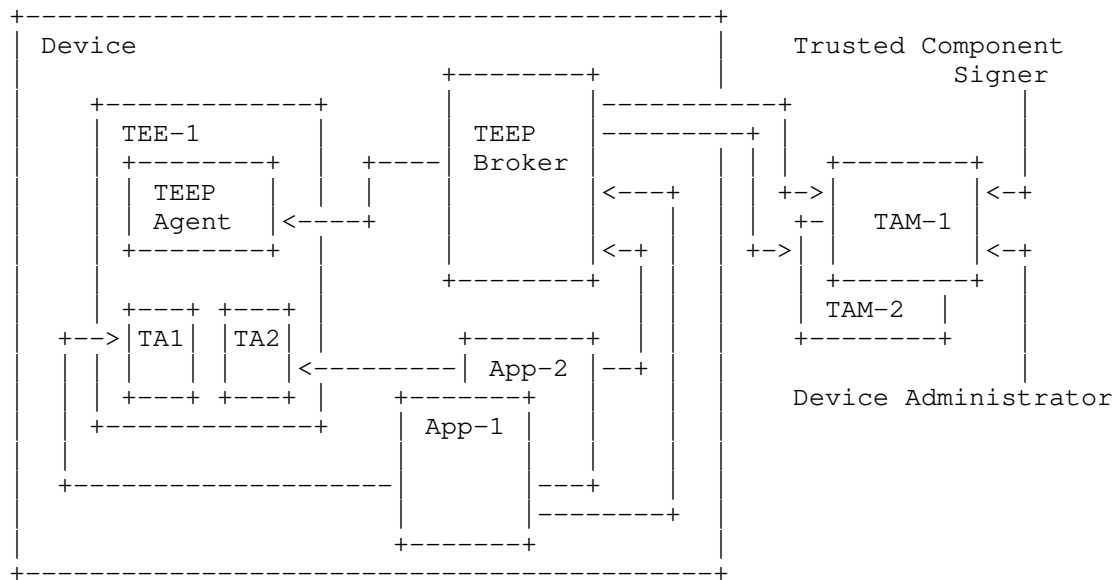 Device
Trusted Component
Signer
TEE-1
TEEP
Broker
TEEP
Agent
TAM-1
TAM-2
TA1
TA2
App-2
Device Administrator
App-1